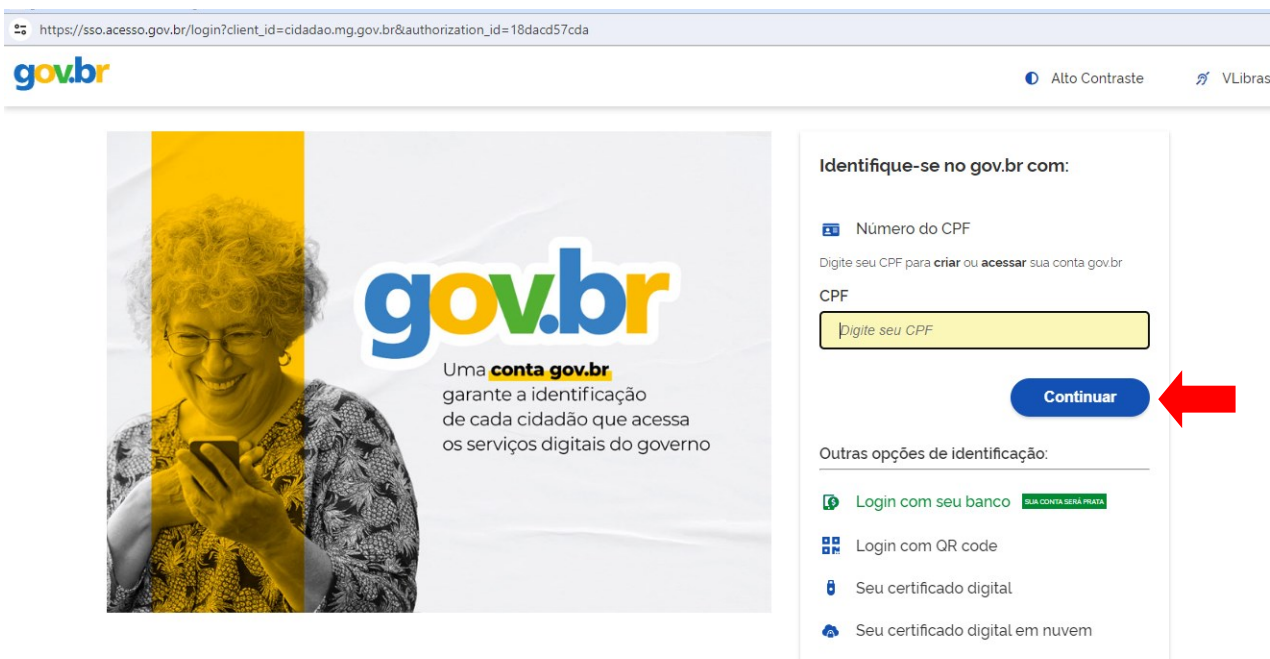 https://sso.acesso.gov.br/login?client_id=cidadao.mg.gov.br&authorization_id=18dacd57cda
gov.br
Alto Contraste
VLibras
gov.br
Uma conta gov.br
garante a identificação
de cada cidadão que acessa
os serviços digitais do governo
Identifique-se no gov.br com:
Número do CPF
Digite seu CPF para criar ou acessar sua conta gov.br
CPF
Digite seu CPF
Continuar
Outras opções de identificação:
Login com seu banco SUA CONTA SERÁ PRATA
Login com QR code
Seu certificado digital
Seu certificado digital em nuvem